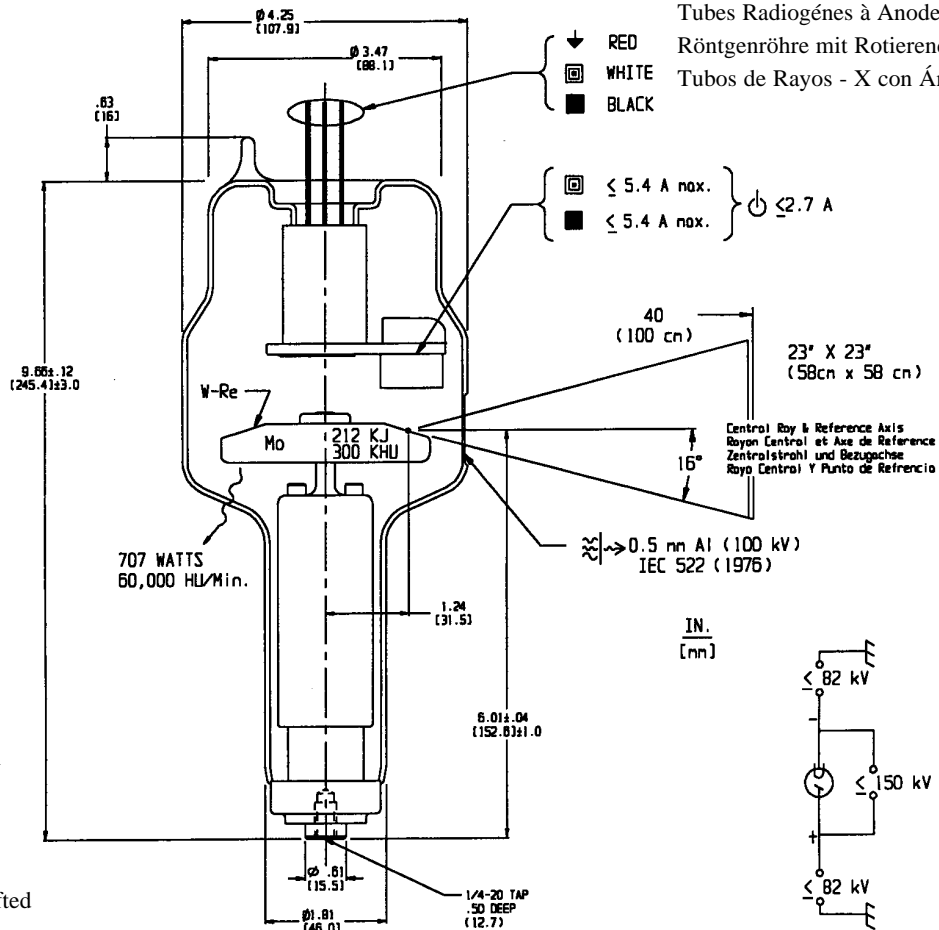 Tubes Radiogénes à Anode
Röntgenröhre mit Rotieren
Tubos de Rayos - X con
Ø 4.25
[107.9]
Ø 3.47
[88.1]
.63
[16]
RED
WHITE
BLACK
≤ 5.4 A max.
≤ 5.4 A max.
≤2.7 A
40
(100 cm)
23" X 23"
(58cm x 58 cm)
9.66±.12
[245.4]±3.0
W-Re
Mo
212 KJ
300 KHU
Central Ray & Reference Axis
Rayon Central et Axe de Reference
Zentralstrahl und Bezugachse
Rayo Central Y Punto de Refrencio
16°
0.5 mm Al (100 kV)
IEC 522 (1976)
707 WATTS
60,000 HU/Min.
1.24
[31.5]
IN.
[mm]
≤ 82 kV
-
6.01±.04
[152.6]±1.0
≤ 150 kV
+
≤ 82 kV
Ø .61
[15.5]
1/4-20 TAP
.50 DEEP
(12.7)
Ø1.81
[46.0]